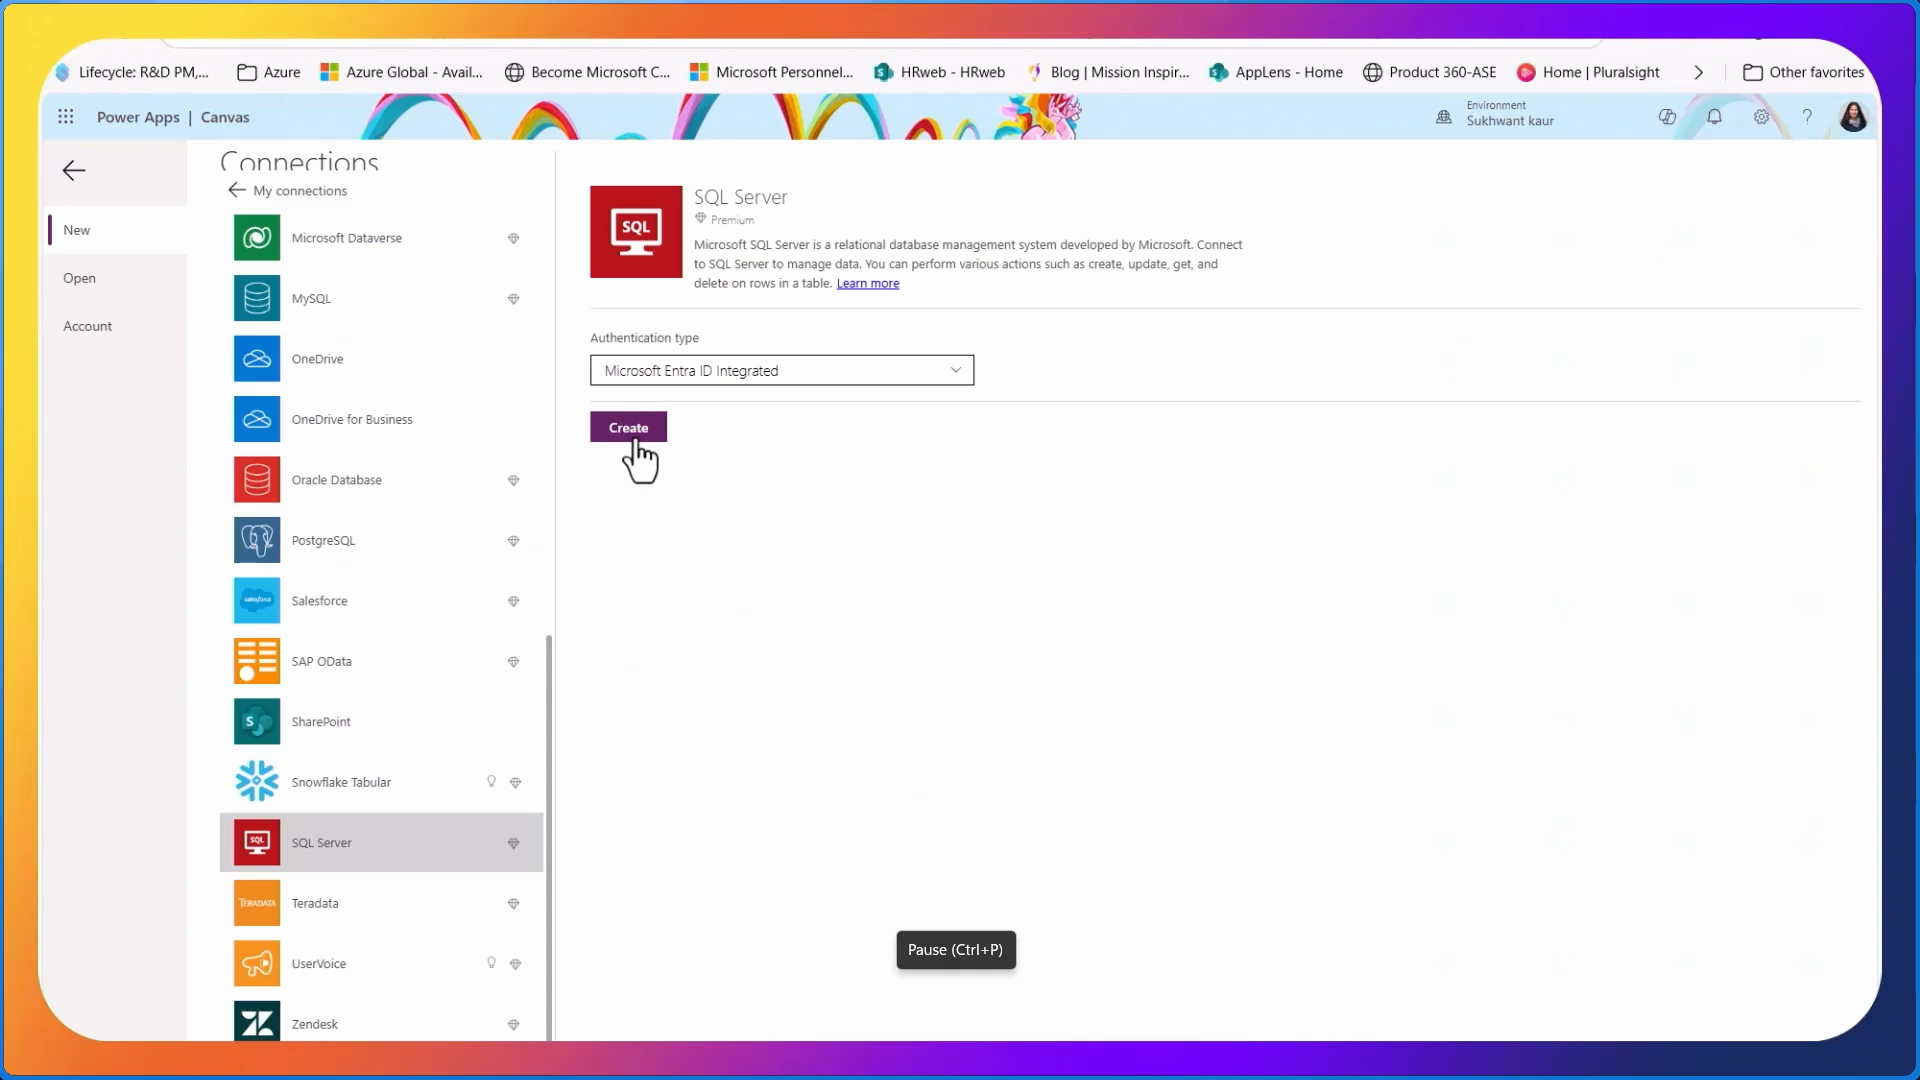 Lifecycle: R&D PM,...
Azure
Azure Global - Avail...
Become Microsoft C...
Microsoft Personnel...
HRweb - HRweb
Blog | Mission Inspir...
AppLens - Home
Product 360-ASE
Home | Pluralsight
Other favorites
Power Apps | Canvas
Environment
Sukhwant kaur
New
Open
Account
Connections
My connections
Microsoft Dataverse
MySQL
OneDrive
OneDrive for Business
Oracle Database
PostgreSQL
salesforce
Salesforce
SAP OData
S
SharePoint
Snowflake Tabular
SQL
SQL Server
TERADATA
Teradata
UserVoice
Zendesk
SQL
SQL Server
Premium
Microsoft SQL Server is a relational database management system developed by Microsoft. Connect
to SQL Server to manage data. You can perform various actions such as create, update, get, and
delete on rows in a table. Learn more
Authentication type
Microsoft Entra ID Integrated
Create
Pause (Ctrl+P)